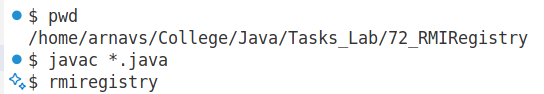 $ pwd
/home/arnavs/College/Java/Tasks_Lab/72_RMIRegistry
$ javac *.java
$ rmiregistry